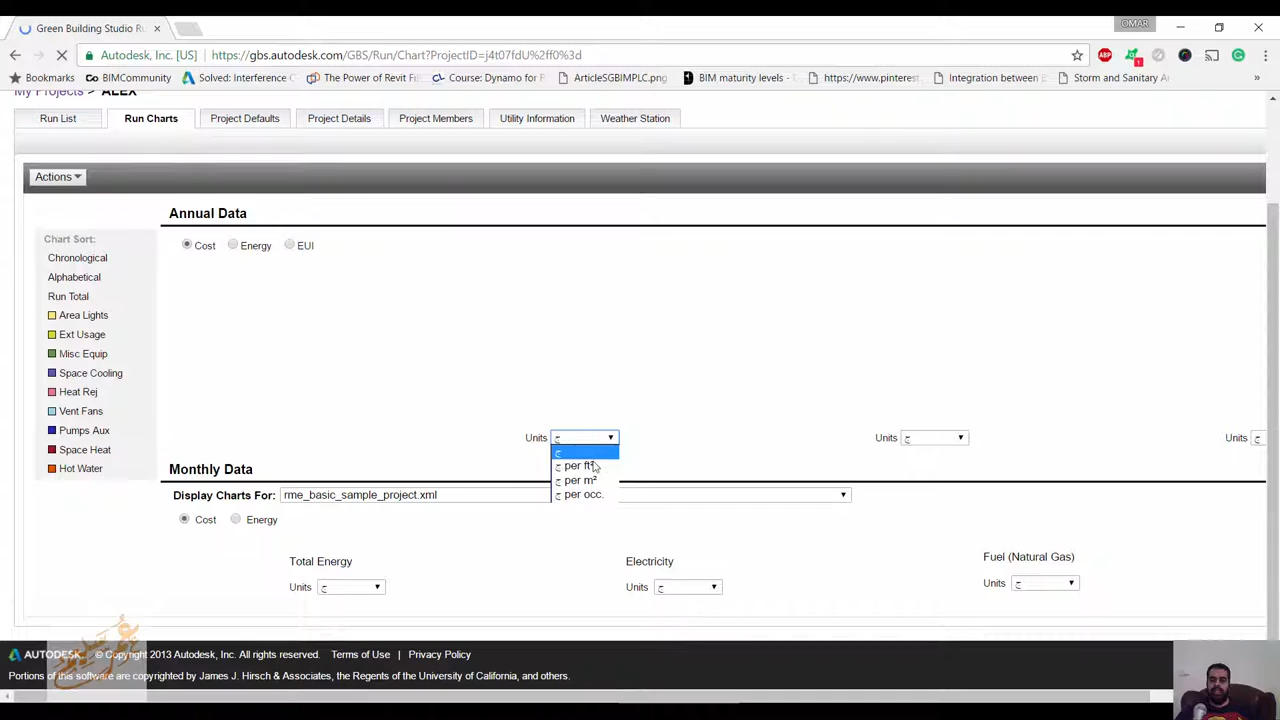 OMAR
Green Building Studio Ru
Autodesk, Inc. [US] https://gbs.autodesk.com/GBS/Run/Chart?ProjectID=j4t07fdU%2ff0%3d
Bookmarks BIMCommunity Solved: Interference C The Power of Revit Fam Course: Dynamo for R ArticleSGBIMPLC.png BIM maturity levels - https://www.pinterest Integration between B Storm and Sanitary A
My Projects > ALEX
Run List Run Charts Project Defaults Project Details Project Members Utility Information Weather Station
Actions
Annual Data
Chart Sort:
Cost Energy EUI
Chronological
Alphabetical
Run Total
Area Lights
Ext Usage
Misc Equip
Space Cooling
Heat Rej
Vent Fans
Pumps Aux
Space Heat
Hot Water
Units ج Units ج ج
ج
ج per ft²
ج per m²
ج per occ.
Monthly Data
Display Charts For: rme_basic_sample_project.xml
Cost Energy
Total Energy Electricity Fuel (Natural Gas)
Units ج Units ج Units ج
AUTODESK © Copyright 2013 Autodesk, Inc. All rights reserved. Terms of Use | Privacy Policy
Portions of this software are copyrighted by James J. Hirsch & Associates, the Regents of the University of California, and others.